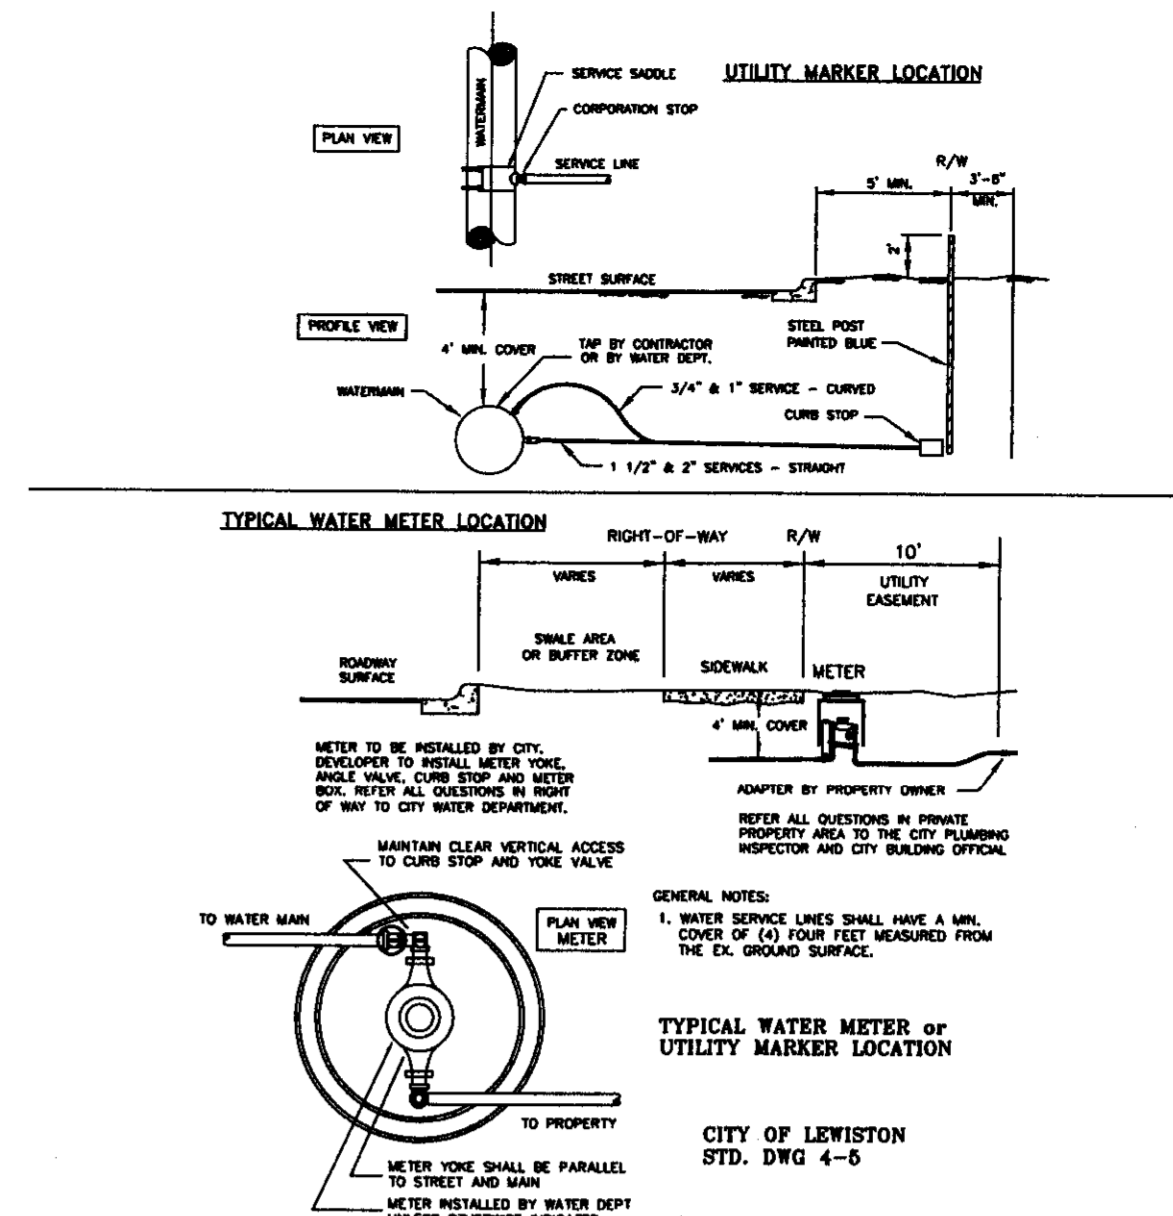 UTILITY MARKER LOCATION
SERVICE SADDLE
CORPORATION STOP
WATERMAIN
PLAN VIEW
SERVICE LINE
R/W
5' MIN.
3'-6"
MIN.
2'
STREET SURFACE
PROFILE VIEW
4' MIN. COVER
TAP BY CONTRACTOR
OR BY WATER DEPT.
STEEL POST
PAINTED BLUE
WATERMAIN
3/4" & 1" SERVICE - CURVED
CURB STOP
1 1/2" & 2" SERVICES - STRAIGHT
TYPICAL WATER METER LOCATION
RIGHT-OF-WAY
R/W
10'
VARIES
VARIES
UTILITY
EASEMENT
SWALE AREA
OR BUFFER ZONE
ROADWAY
SURFACE
SIDEWALK
METER
4' MIN. COVER
METER TO BE INSTALLED BY CITY.
DEVELOPER TO INSTALL METER YOKE,
ANGLE VALVE, CURB STOP AND METER
BOX. REFER ALL QUESTIONS IN RIGHT
OF WAY TO CITY WATER DEPARTMENT.
ADAPTER BY PROPERTY OWNER
REFER ALL QUESTIONS IN PRIVATE
PROPERTY AREA TO THE CITY PLUMBING
INSPECTOR AND CITY BUILDING OFFICIAL
MAINTAIN CLEAR VERTICAL ACCESS
TO CURB STOP AND YOKE VALVE
TO WATER MAIN
PLAN VIEW
METER
GENERAL NOTES:
1. WATER SERVICE LINES SHALL HAVE A MIN.
COVER OF (4) FOUR FEET MEASURED FROM
THE EX. GROUND SURFACE.
TYPICAL WATER METER or
UTILITY MARKER LOCATION
TO PROPERTY
CITY OF LEWISTON
STD. DWG 4-5
METER YOKE SHALL BE PARALLEL
TO STREET AND MAIN
METER INSTALLED BY WATER DEPT